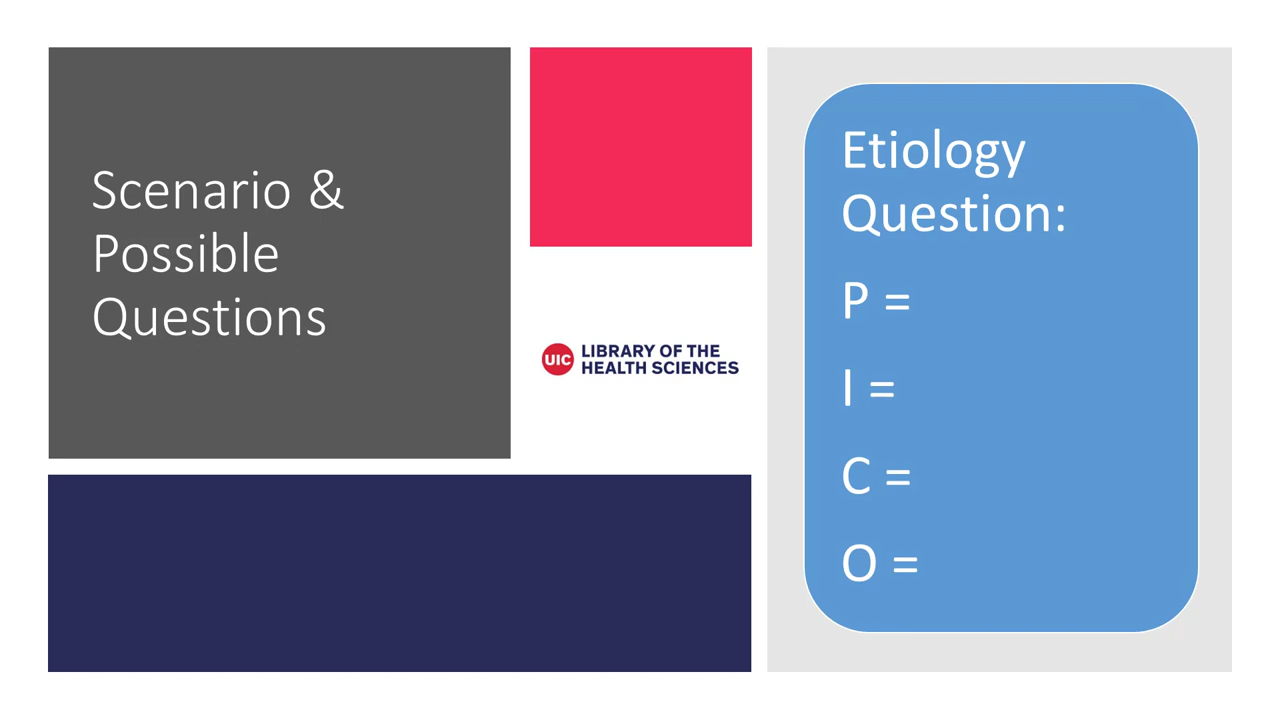 Scenario &
Possible
Questions
UIC
LIBRARY OF THE
HEALTH SCIENCES
Etiology
Question:
P =
I =
C =
O =